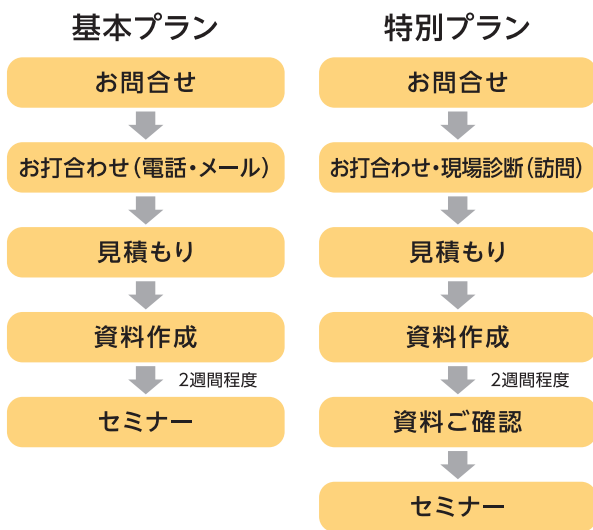 基本プラン
お問合せ
お打合わせ（電話・メール）
見積もり
資料作成
2週間程度
セミナー
特別プラン
お問合せ
お打合わせ・現場診断（訪問）
見積もり
資料作成
2週間程度
資料ご確認
セミナー